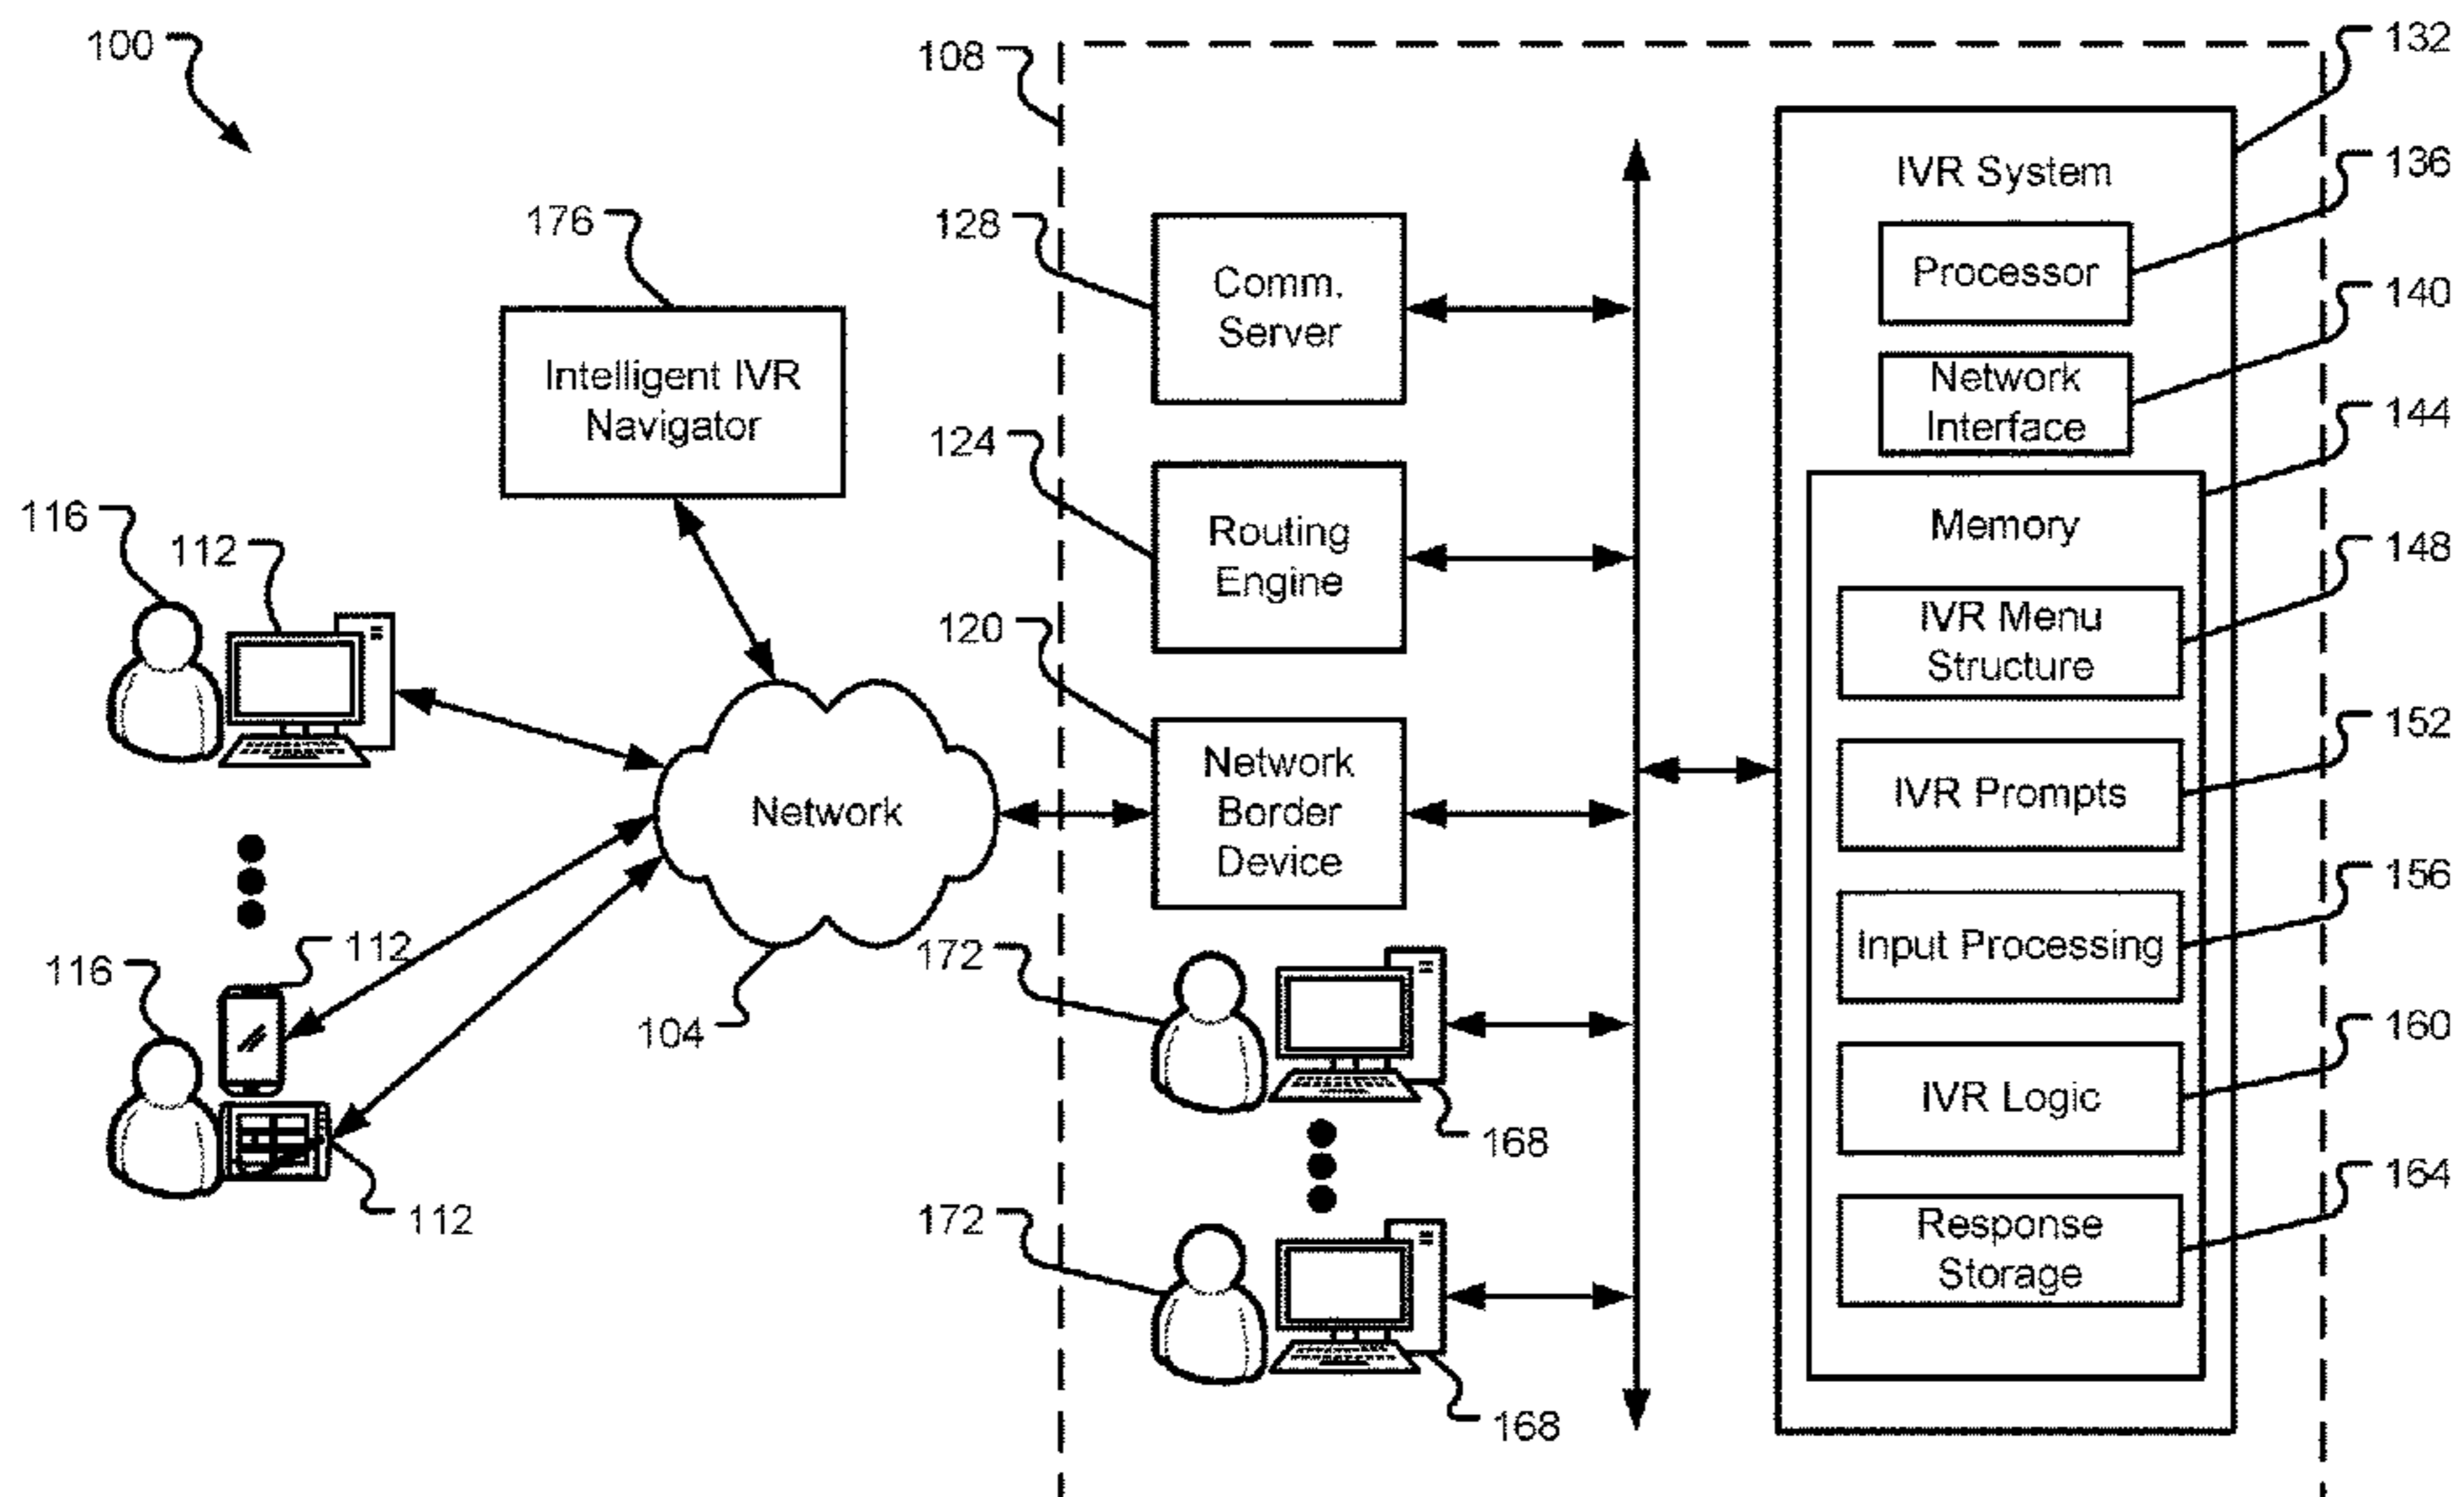 100
108
132
IVR System
136
176
128
Processor
Comm.
Server
140
Intelligent IVR
Navigator
Network
Interface
144
124
116
112
Routing
Engine
Memory
148
120
IVR Menu
Structure
152
Network
Network
Border
Device
IVR Prompts
156
112
116
172
Input Processing
104
160
IVR Logic
168
164
112
172
Response
Storage
168